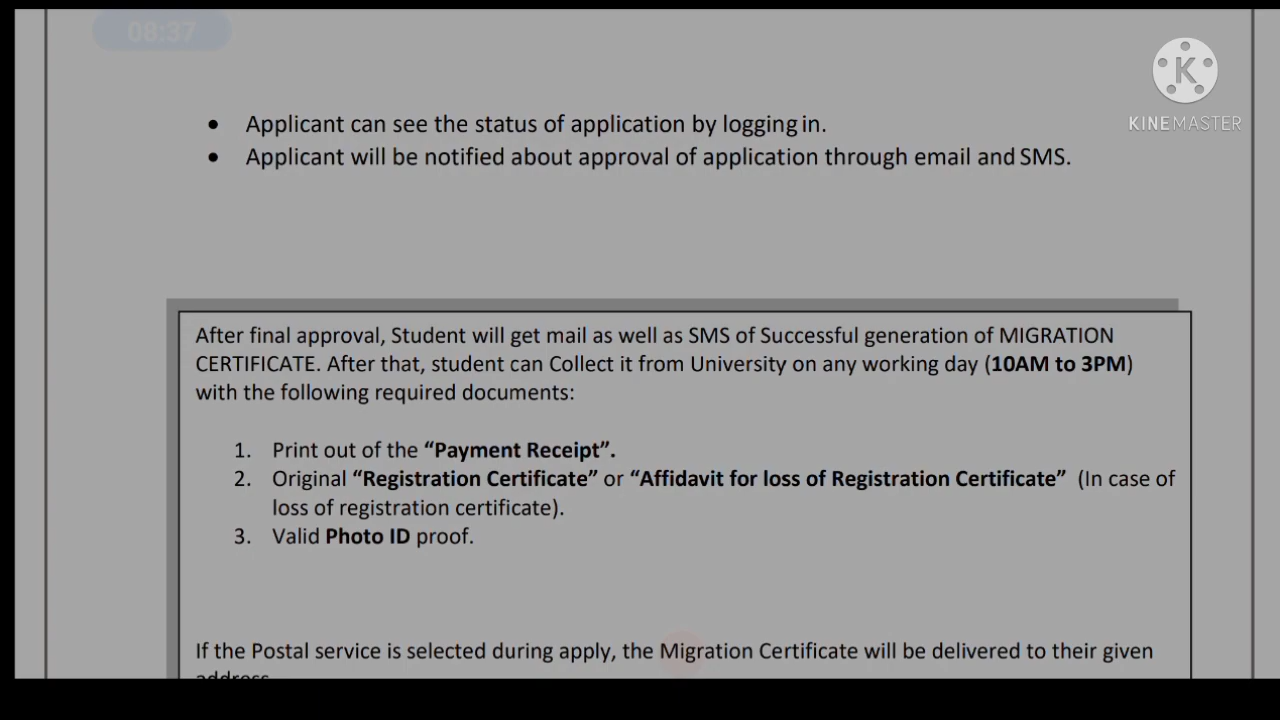 08:37
KINEMASTER
• Applicant can see the status of application by logging in.
• Applicant will be notified about approval of application through email and SMS.
After final approval, Student will get mail as well as SMS of Successful generation of MIGRATION
CERTIFICATE. After that, student can Collect it from University on any working day (10AM to 3PM)
with the following required documents:
1. Print out of the “Payment Receipt”.
2. Original “Registration Certificate” or “Affidavit for loss of Registration Certificate” (In case of
loss of registration certificate).
3. Valid Photo ID proof.
If the Postal service is selected during apply, the Migration Certificate will be delivered to their given
address